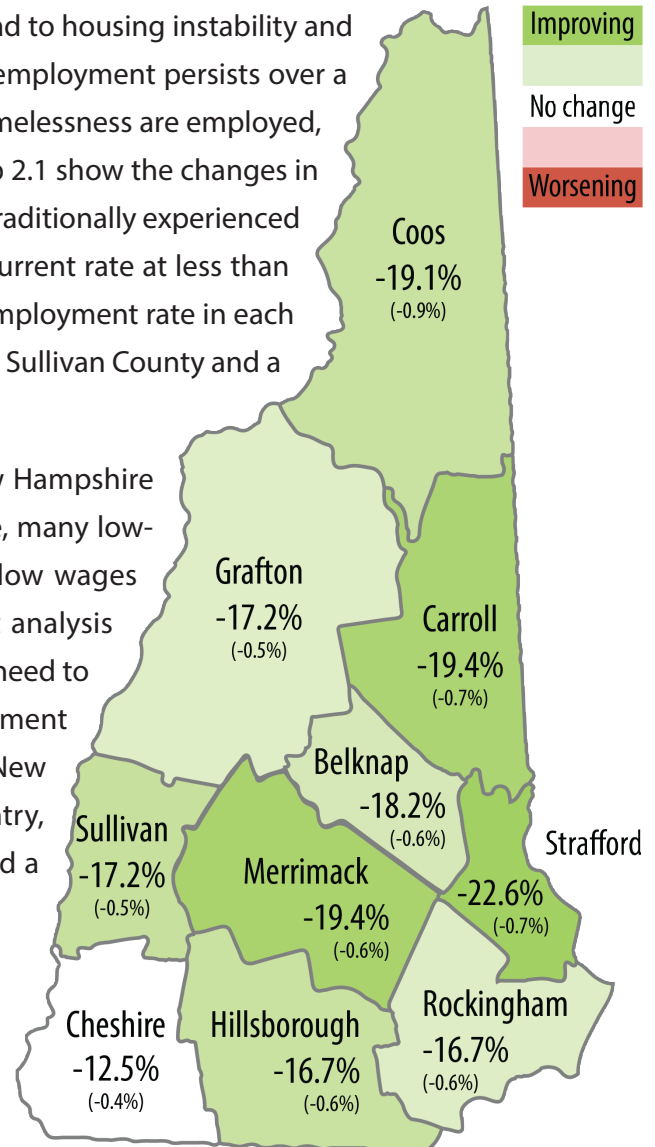 nd to housing instability and
employment persists over a
melessness are employed,
o 2.1 show the changes in
raditionally experienced
urrent rate at less than
mployment rate in each
Sullivan County and a
w Hampshire
e, many low-
low wages
t analysis
need to
ment
New
ntry,
d a
Improving
No change
Worsening
Coos
-19.1%
(-0.9%)
Grafton
-17.2%
(-0.5%)
Carroll
-19.4%
(-0.7%)
Belknap
-18.2%
(-0.6%)
Sullivan
-17.2%
(-0.5%)
Merrimack
-19.4%
(-0.6%)
Strafford
-22.6%
(-0.7%)
Cheshire
-12.5%
(-0.4%)
Hillsborough
-16.7%
(-0.6%)
Rockingham
-16.7%
(-0.6%)